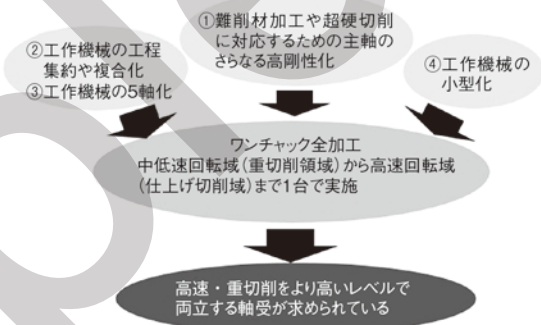 ①難削材加工や超硬切削
に対応するための主軸の
さらなる高剛性化
②工作機械の工程
集約や複合化
③工作機械の5軸化
④工作機械の
小型化
ワンチャック全加工
中低速回転域(重切削領域)から高速回転域
(仕上げ切削域)まで1台で実施
高速・重切削をより高いレベルで
両立する軸受が求められている